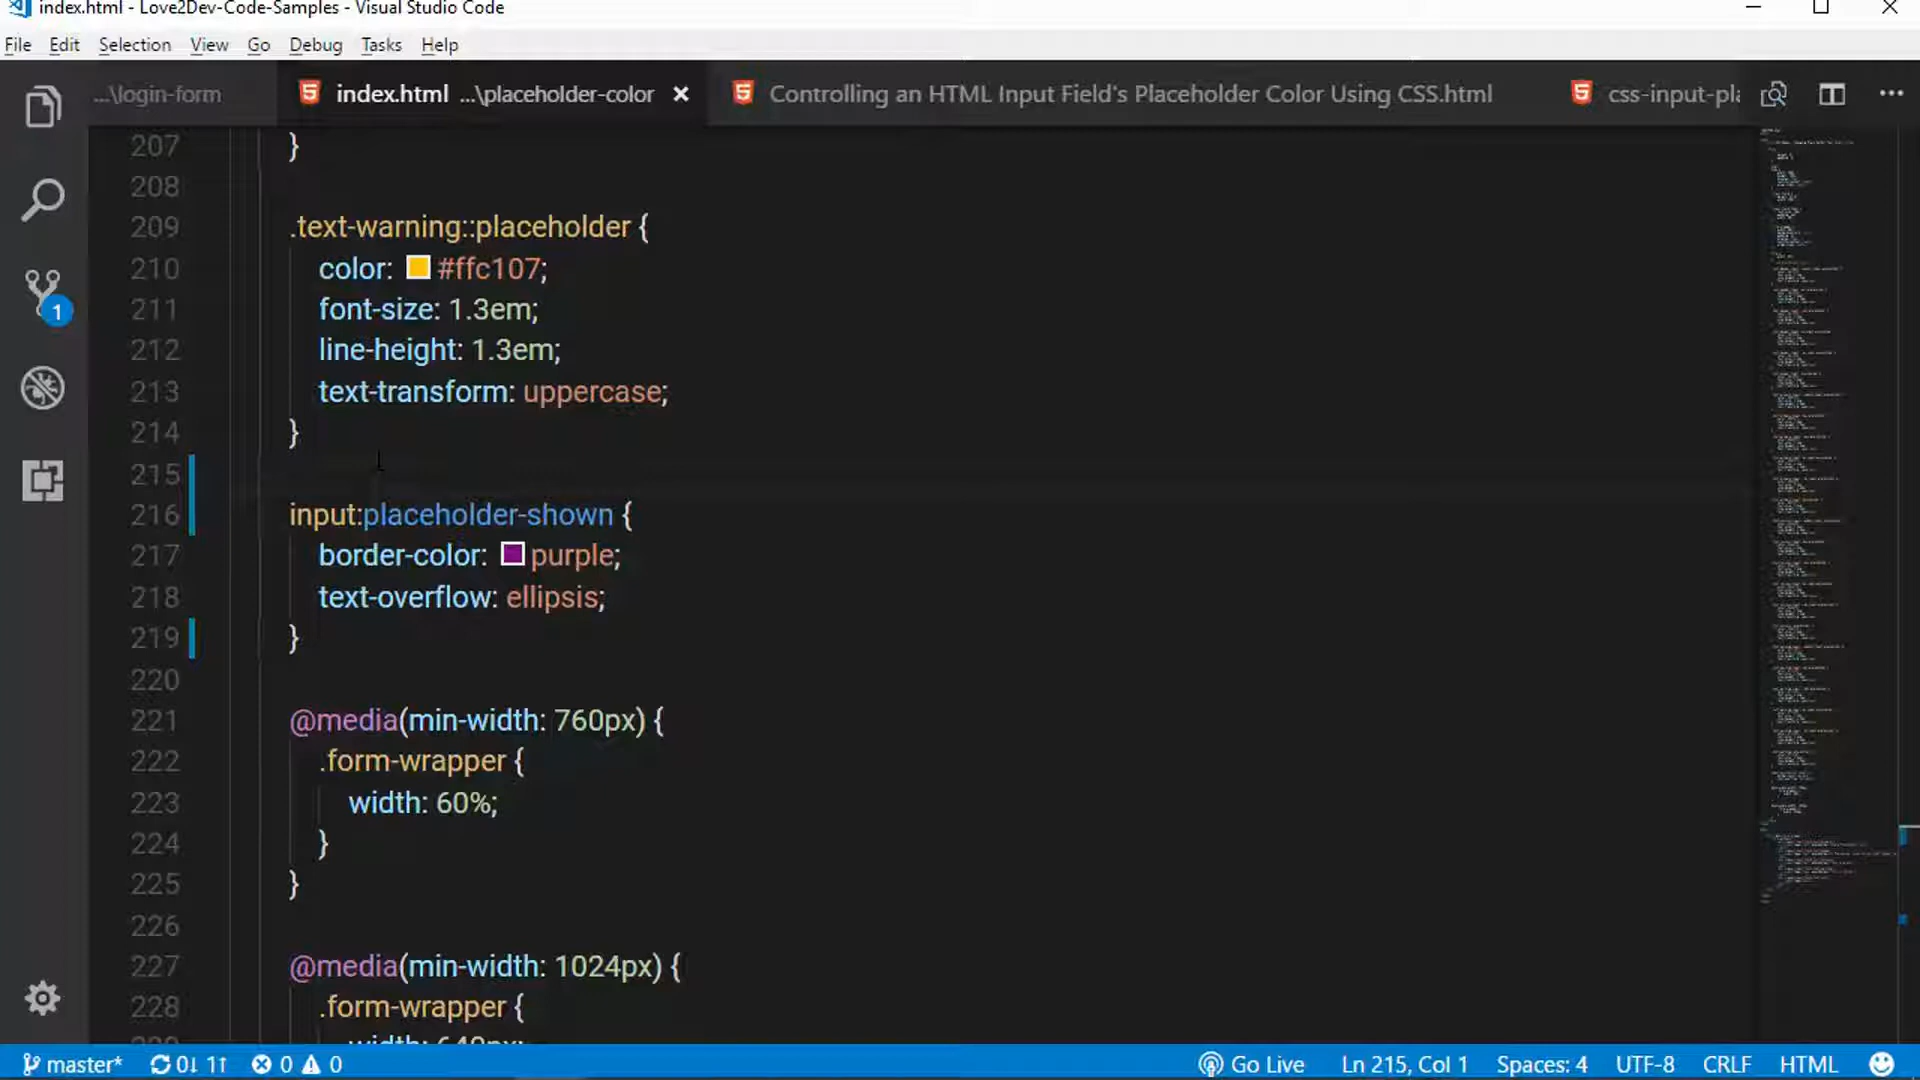 index.html - Love2Dev-Code-Samples - Visual Studio Code
File Edit Selection View Go Debug Tasks Help
...\login-form index.html ...\placeholder-color Controlling an HTML Input Field's Placeholder Color Using CSS.html css-input-pla
207 }
208
209 .text-warning::placeholder {
210 color: #ffc107;
211 font-size: 1.3em;
212 line-height: 1.3em;
213 text-transform: uppercase;
214 }
215
216 input:placeholder-shown {
217 border-color: purple;
218 text-overflow: ellipsis;
219 }
220
221 @media(min-width: 760px) {
222 .form-wrapper {
223 width: 60%;
224 }
225 }
226
227 @media(min-width: 1024px) {
228 .form-wrapper {
229 width: 640px;
1
master* 0↓ 1↑ 0 0 Go Live Ln 215, Col 1 Spaces: 4 UTF-8 CRLF HTML